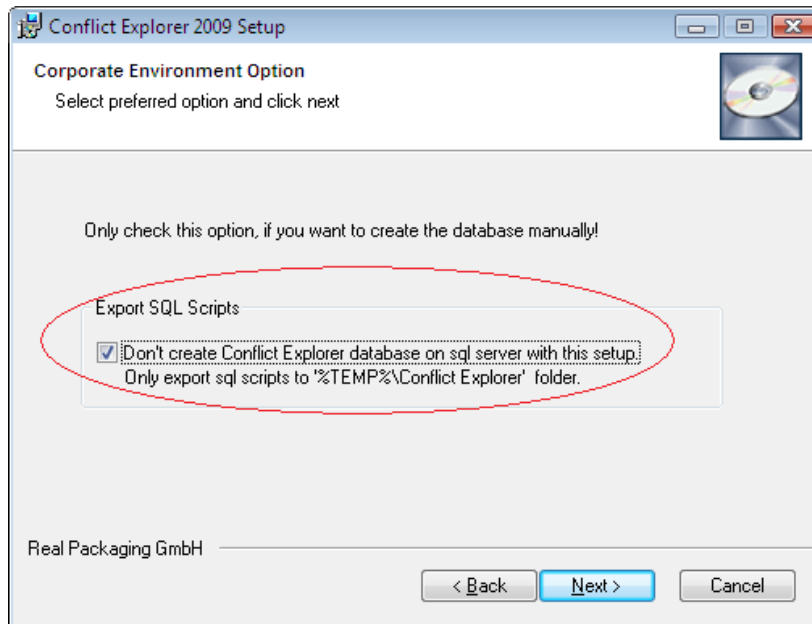 Conflict Explorer 2009 Setup
Corporate Environment Option
Select preferred option and click next
Only check this option, if you want to create the database manually!
Export SQL Scripts
Don't create Conflict Explorer database on sql server with this setup.
Only export sql scripts to '%TEMP%\Conflict Explorer' folder.
Real Packaging GmbH
< Back
Next >
Cancel